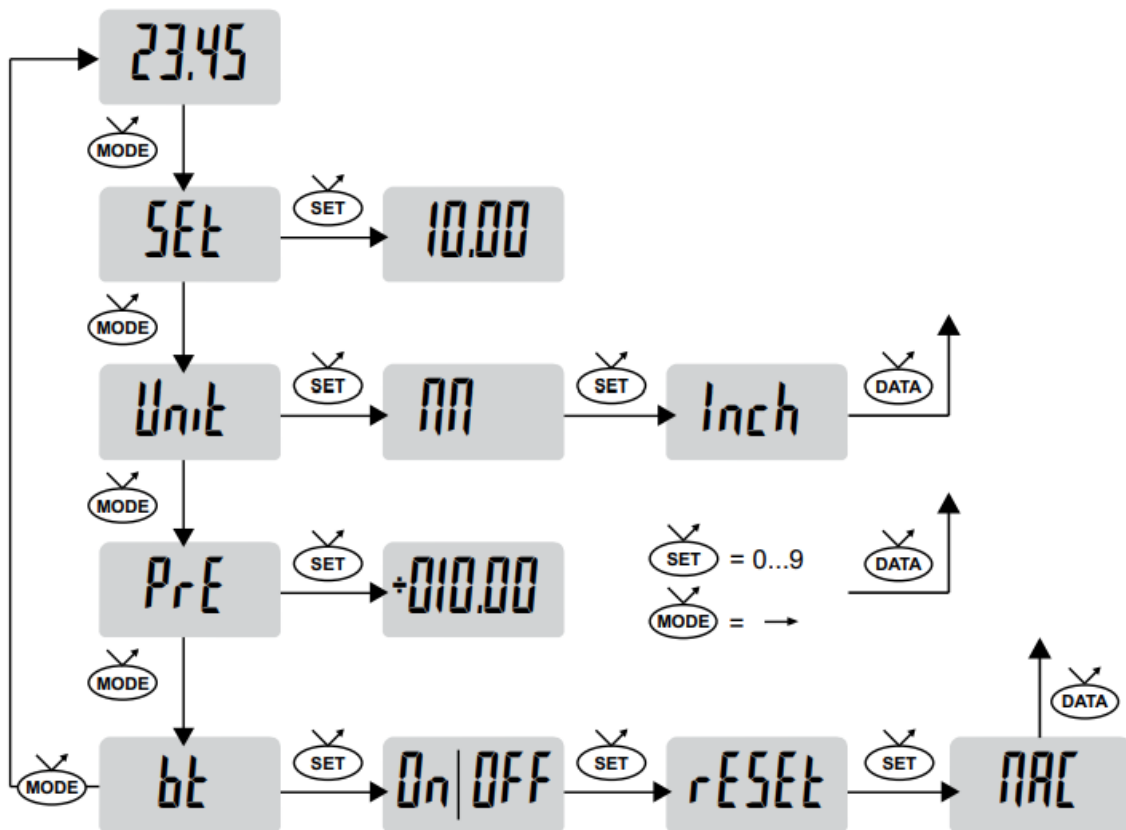 23.45
MODE
SEt SET 10.00
MODE
Unit SET MM SET Inch DATA
MODE
PrE SET ÷010.00 SET = 0...9 DATA
MODE = →
MODE
DATA
MODE bt SET On|OFF SET rESEt SET MAC